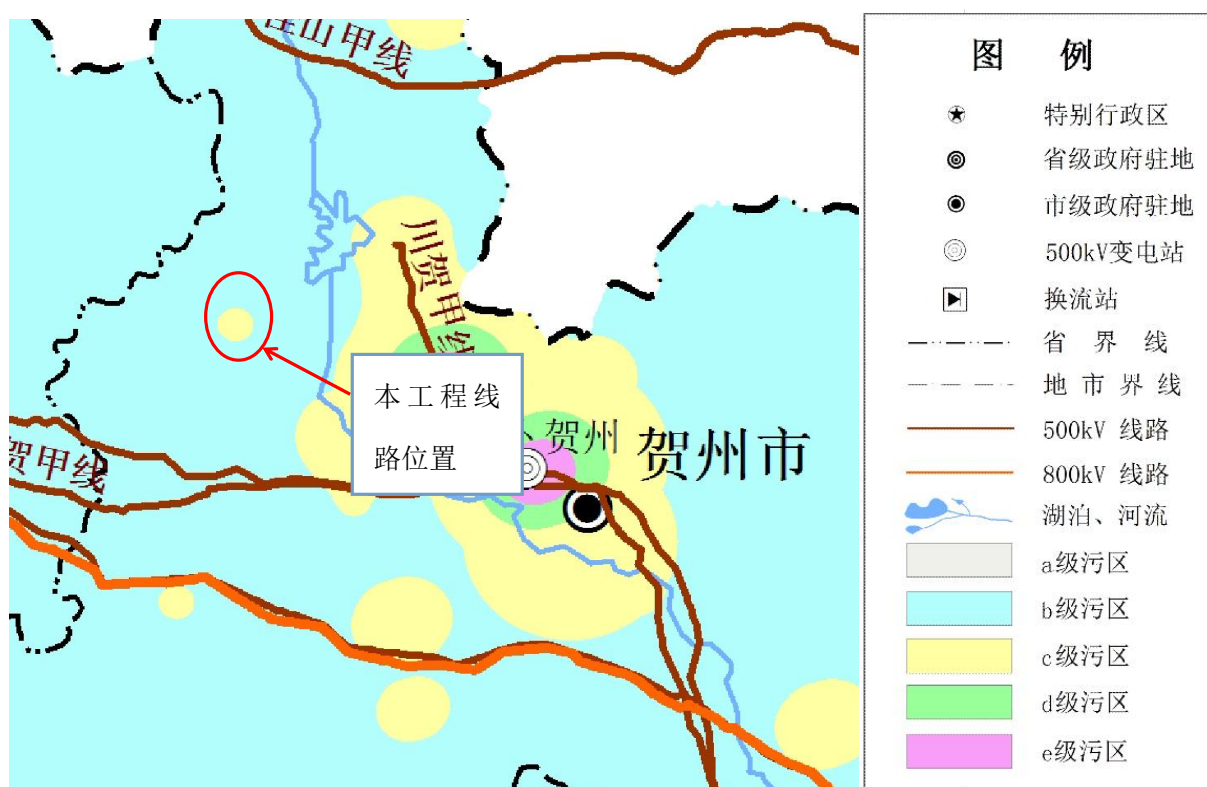 山甲线
川贺甲线
本工程线
路位置
贺州
贺州市
贺甲线
图 例
特别行政区
省级政府驻地
市级政府驻地
500kV变电站
换流站
省 界 线
地 市 界 线
500kV 线路
800kV 线路
湖泊、河流
a级污区
b级污区
c级污区
d级污区
e级污区